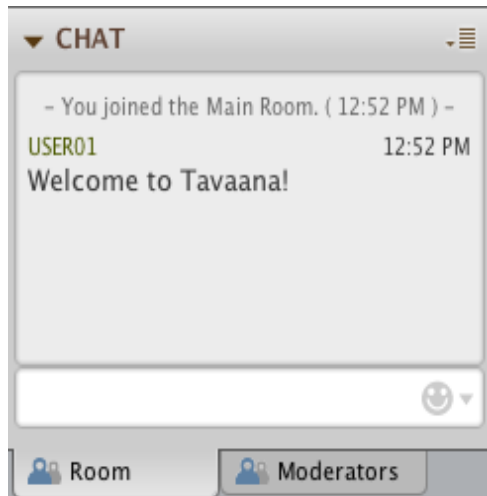 CHAT
– You joined the Main Room. ( 12:52 PM ) –
USER01 12:52 PM
Welcome to Tavaana!
Room Moderators